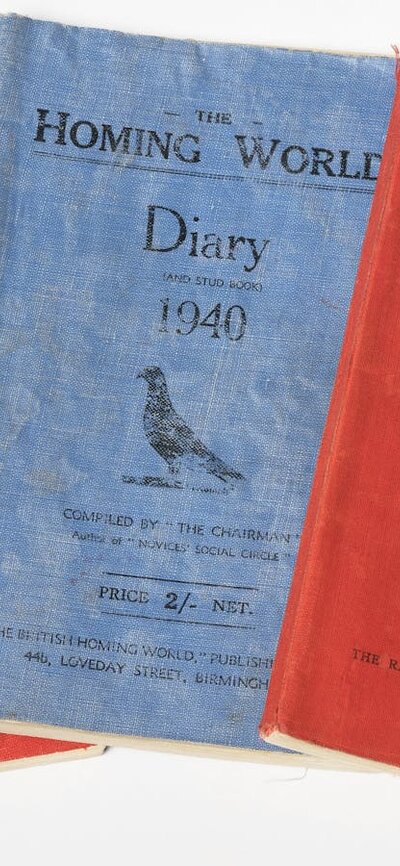 — THE —
HOMING WORLD
Diary
(AND STUD BOOK)
1940
COMPILED BY "THE CHAIRMAN"
Author of "NOVICES' SOCIAL CIRCLE"
PRICE 2/- NET.
HE BRITISH HOMING WORLD," PUBLISHI
44b, LOVEDAY STREET, BIRMINGH
THE R